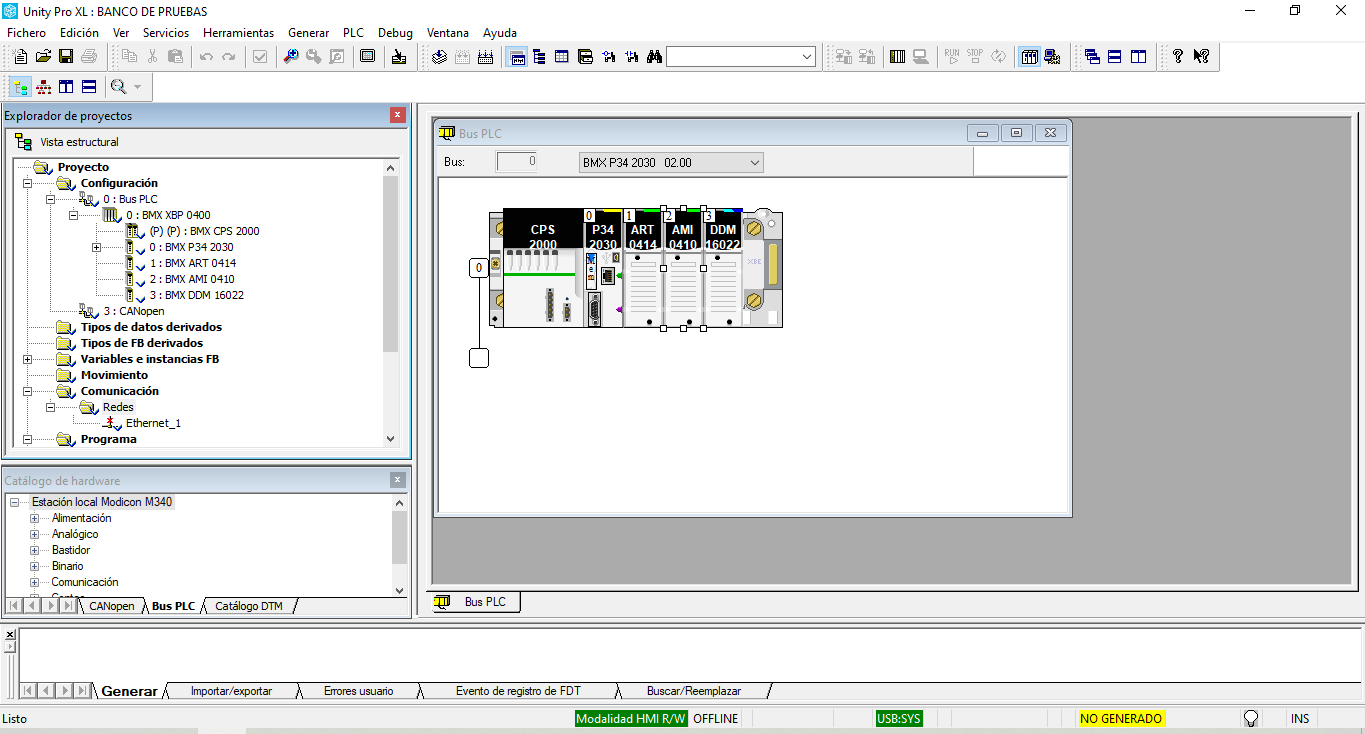 Unity Pro XL : BANCO DE PRUEBAS
Fichero Edición Ver Servicios Herramientas Generar PLC Debug Ventana Ayuda
RUN STOP
Explorador de proyectos
Vista estructural
Proyecto
Configuración
0 : Bus PLC
0 : BMX XBP 0400
(P) (P) : BMX CPS 2000
0 : BMX P34 2030
1 : BMX ART 0414
2 : BMX AMI 0410
3 : BMX DDM 16022
3 : CANopen
Tipos de datos derivados
Tipos de FB derivados
Variables e instancias FB
Movimiento
Comunicación
Redes
Ethernet_1
Programa
Catálogo de hardware
Estación local Modicon M340
Alimentación
Analógico
Bastidor
Binario
Comunicación
CANopen Bus PLC Catálogo DTM
Bus PLC
Bus: 0 BMX P34 2030 02.00
0 1 2 3
CPS P34 ART AMI DDM
2000 2030 0414 0410 16022
XBE
0
Bus PLC
Generar Importar/exportar Errores usuario Evento de registro de FDT Buscar/Reemplazar
Listo Modalidad HMI R/W OFFLINE USB:SYS NO GENERADO INS